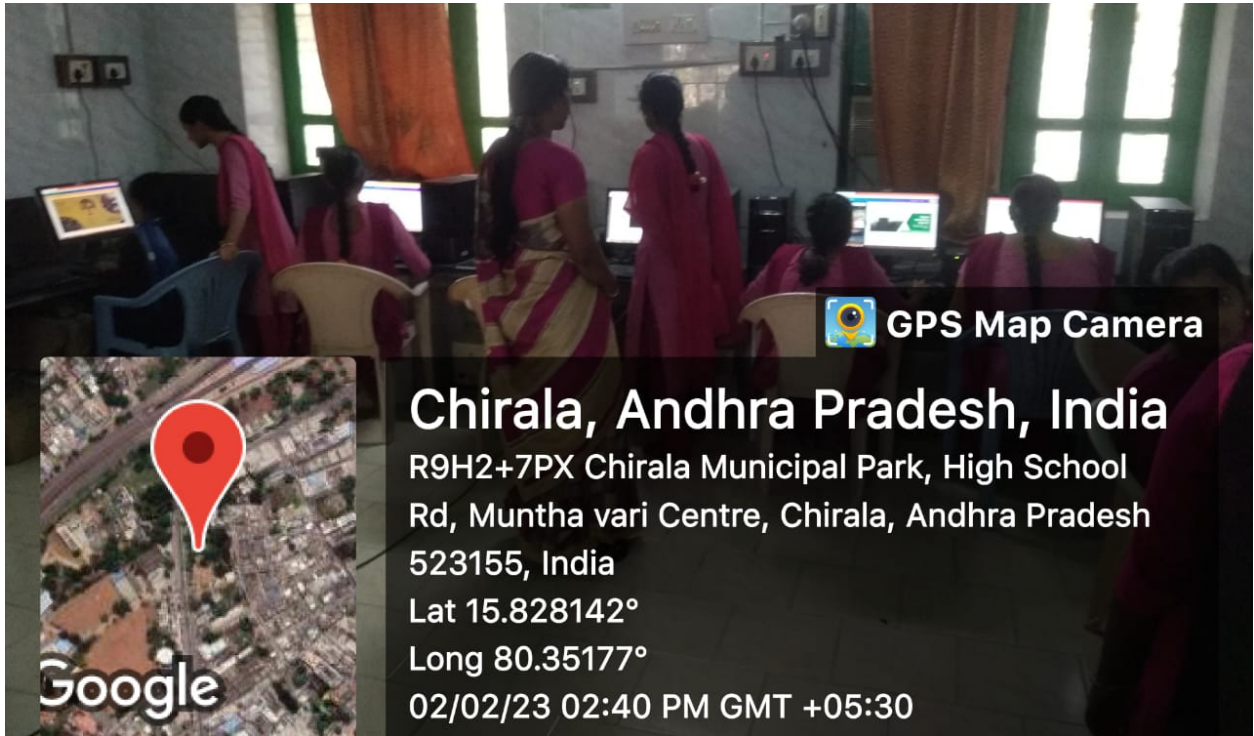 GPS Map Camera
Chirala, Andhra Pradesh, India
R9H2+7PX Chirala Municipal Park, High School
Rd, Muntha vari Centre, Chirala, Andhra Pradesh
523155, India
Lat 15.828142°
Long 80.35177°
02/02/23 02:40 PM GMT +05:30
Google